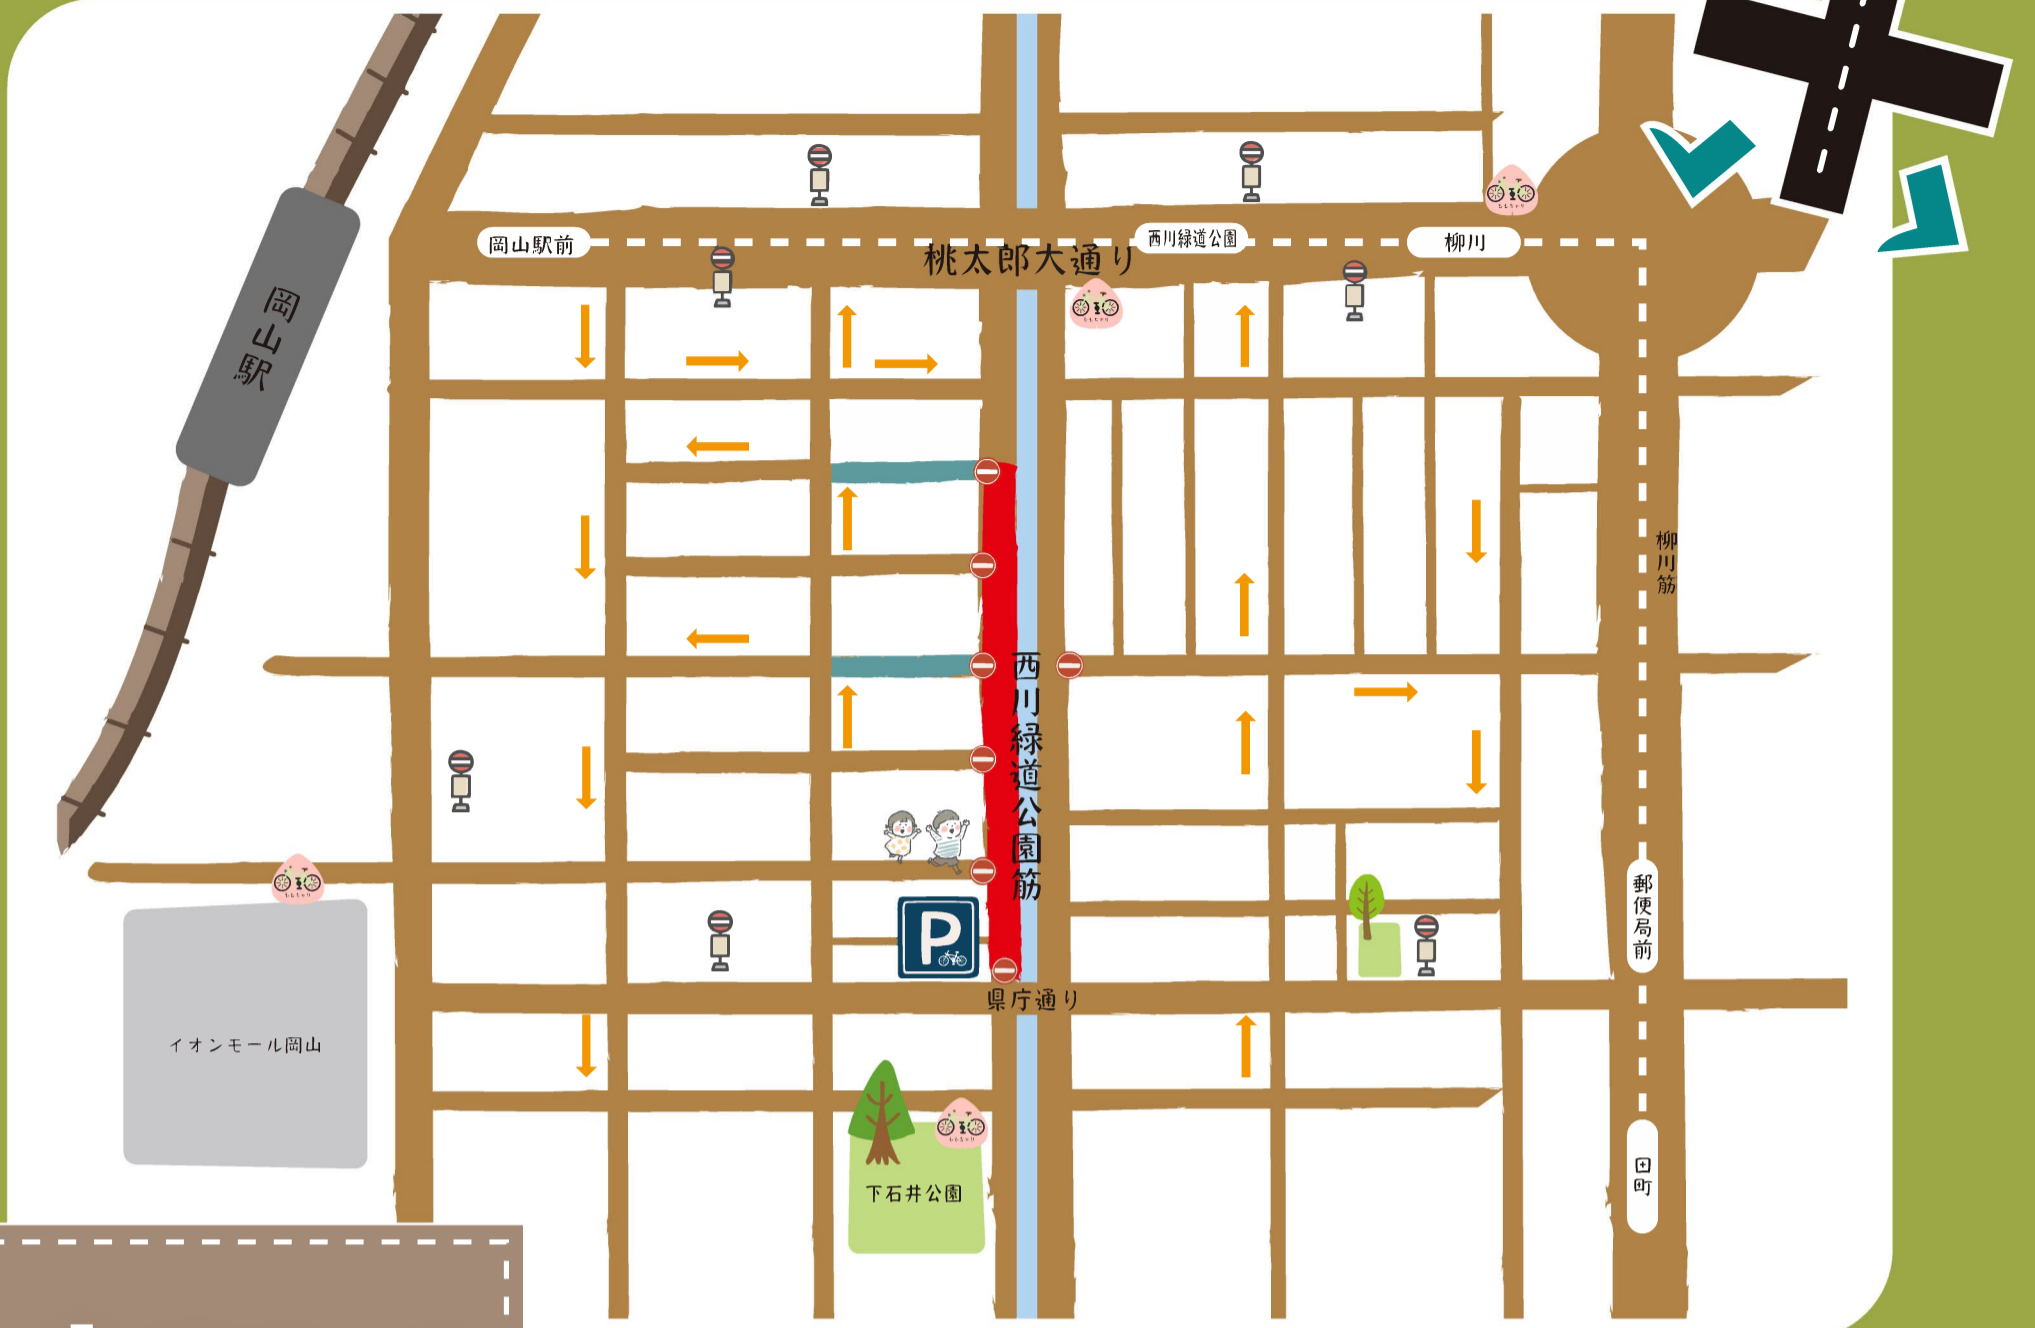 岡山駅前
西川緑道公園
柳川
桃太郎大通り
岡山駅
柳川筋
西川緑道公園筋
郵便局前
P
県庁通り
イオンモール岡山
下石井公園
田町